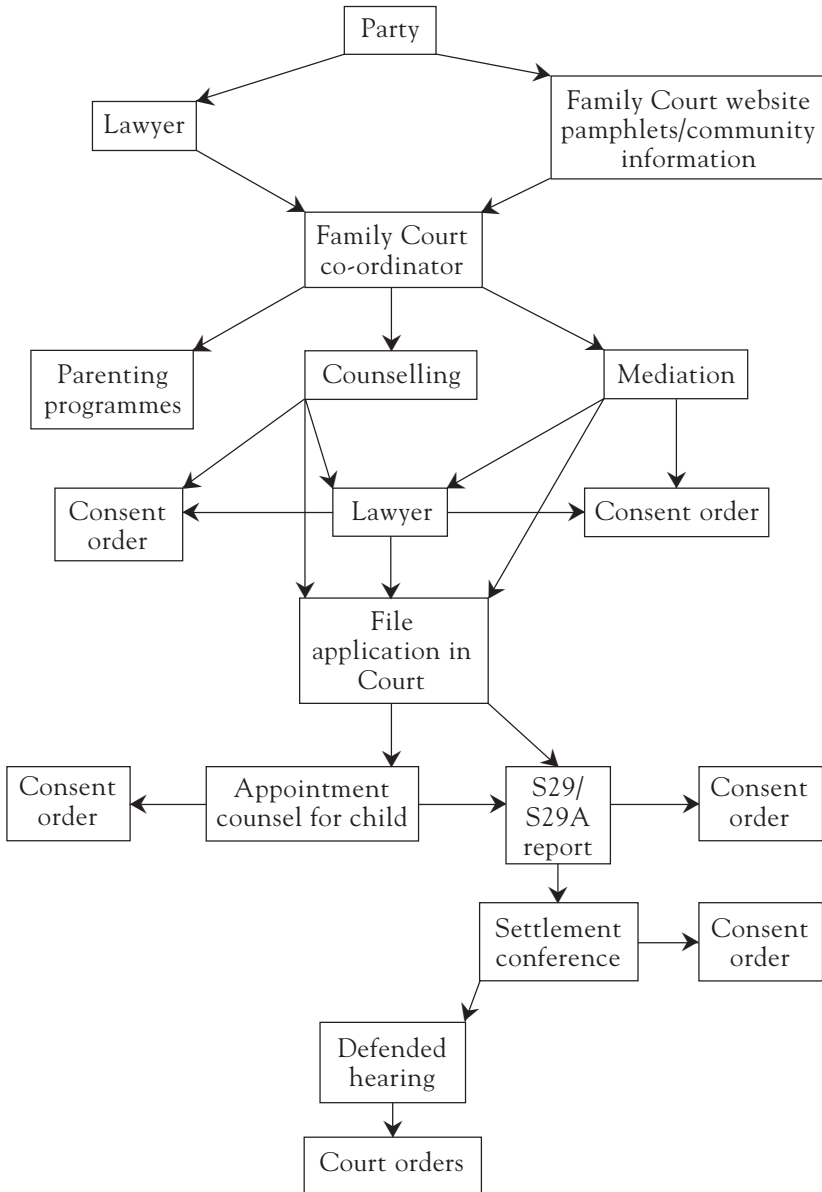 Party
Lawyer
Family Court website
pamphlets/community
information
Family Court
co-ordinator
Parenting
programmes
Counselling
Mediation
Consent
order
Lawyer
Consent order
File
application in
Court
Consent
order
Appointment
counsel for child
S29/
S29A
report
Consent
order
Settlement
conference
Consent
order
Defended
hearing
Court orders